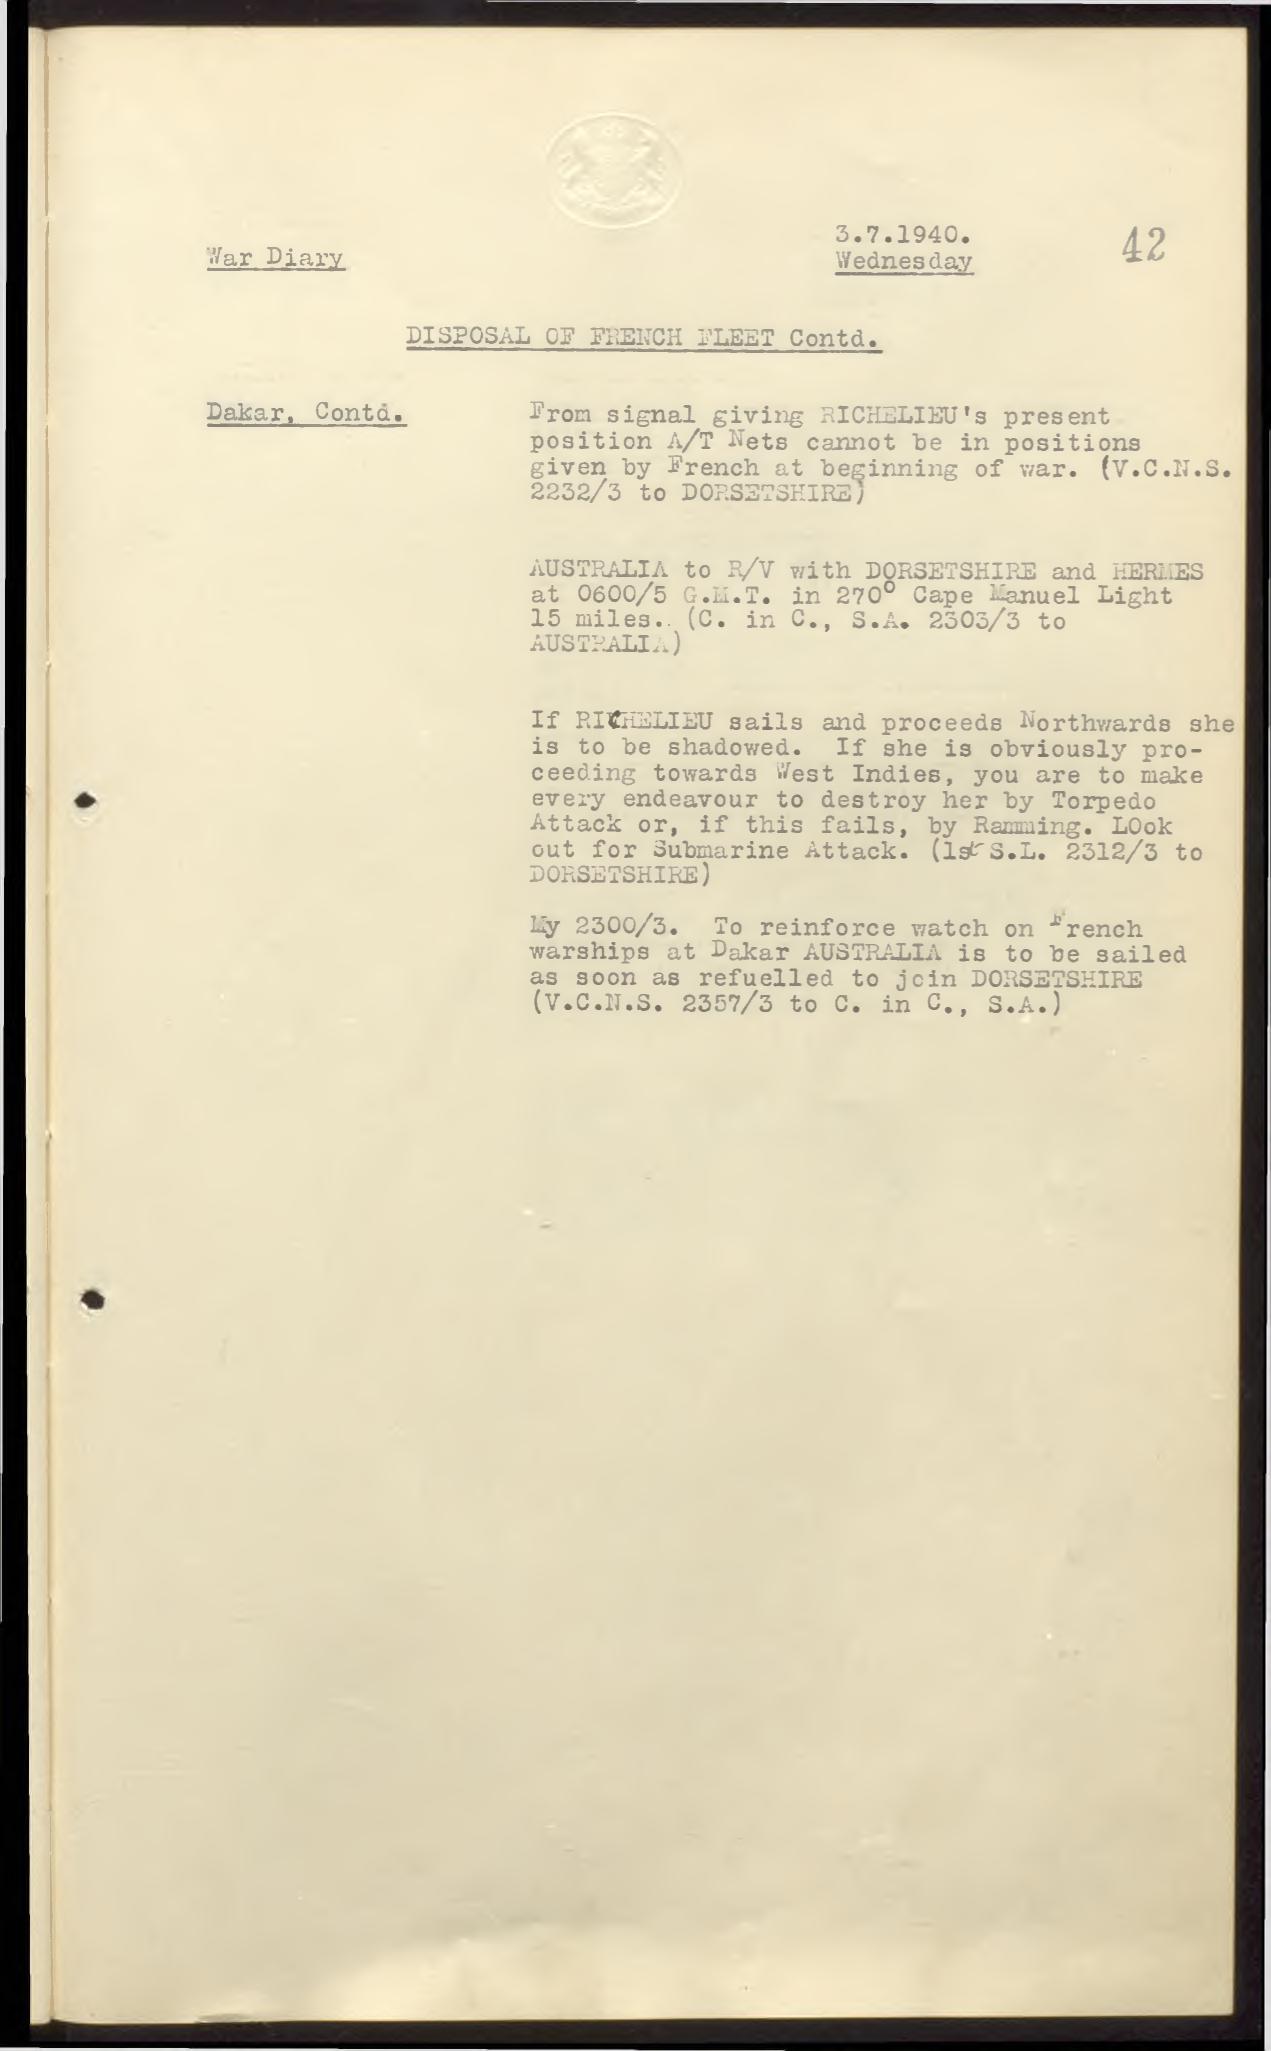 War Diary
3.7.1940.
Wednesday
42
DISPOSAL OF FRENCH FLEET Contd.
Dakar, Contd.
From signal giving RICHELIEU's present
position A/T Nets cannot be in positions
given by French at beginning of war. (V.C.N.S.
2232/3 to DORSETSHIRE)
AUSTRALIA to R/V with DORSETSHIRE and HERMES
at 0600/5 G.M.T. in 270° Cape Manuel Light
15 miles.. (C. in C., S.A. 2303/3 to
AUSTRALIA)
If RICHELIEU sails and proceeds Northwards she
is to be shadowed. If she is obviously pro-
ceeding towards West Indies, you are to make
every endeavour to destroy her by Torpedo
Attack or, if this fails, by Ramming. LOok
out for Submarine Attack. (1st S.L. 2312/3 to
DORSETSHIRE)
My 2300/3. To reinforce watch on French
warships at Dakar AUSTRALIA is to be sailed
as soon as refuelled to join DORSETSHIRE
(V.C.N.S. 2357/3 to C. in C., S.A.)